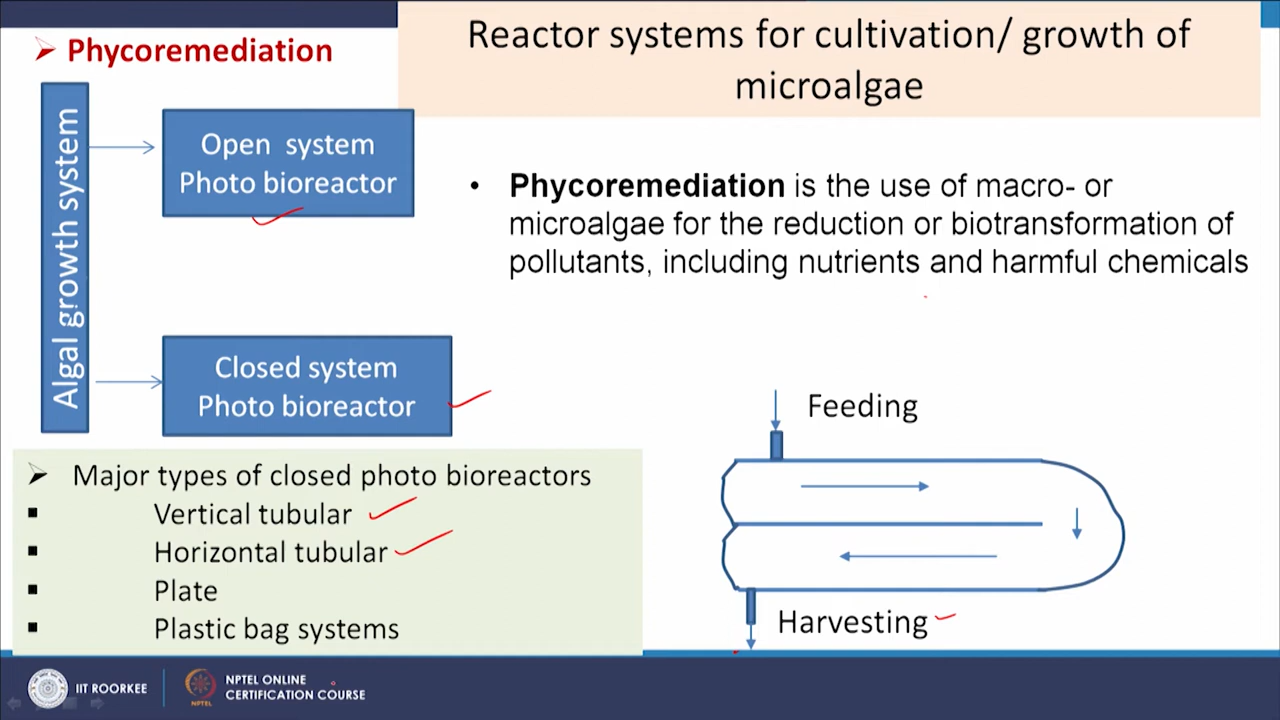 Phycoremediation
Reactor systems for cultivation/ growth of
microalgae
Algal growth system
Open system
Photo bioreactor
Closed system
Photo bioreactor
• Phycoremediation is the use of macro- or
microalgae for the reduction or biotransformation of
pollutants, including nutrients and harmful chemicals
Major types of closed photo bioreactors
Vertical tubular
Horizontal tubular
Plate
Plastic bag systems
Feeding
Harvesting
IIT ROORKEE
NPTEL
NPTEL ONLINE
CERTIFICATION COURSE